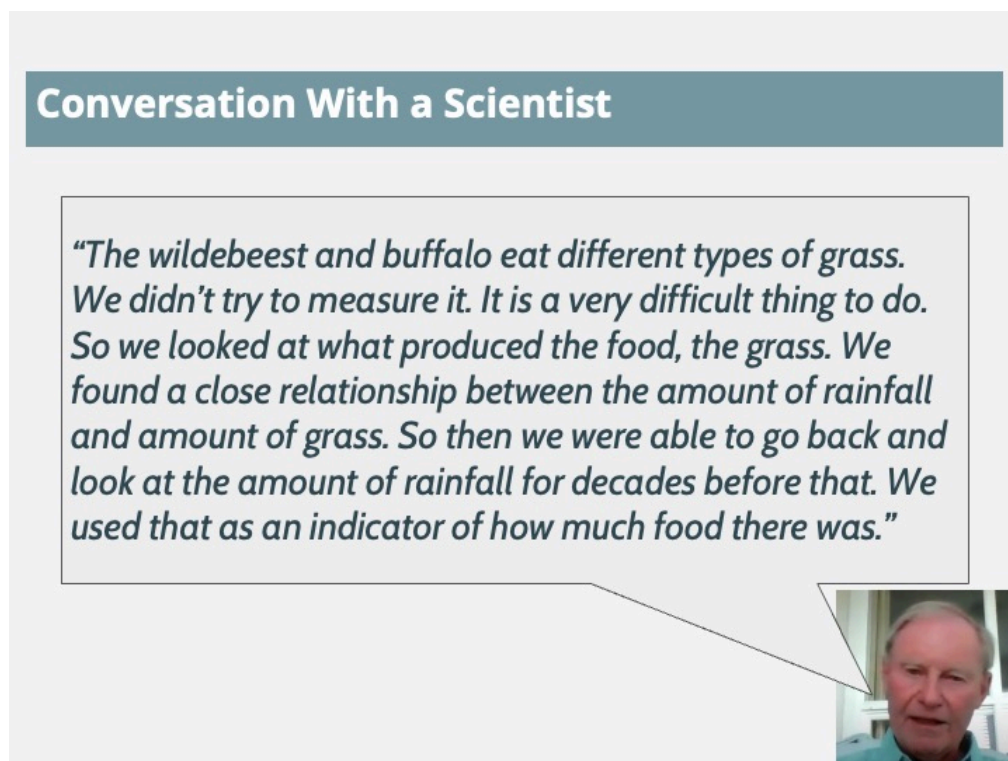 Conversation With a Scientist
“The wildebeest and buffalo eat different types of grass.
We didn’t try to measure it. It is a very difficult thing to do.
So we looked at what produced the food, the grass. We
found a close relationship between the amount of rainfall
and amount of grass. So then we were able to go back and
look at the amount of rainfall for decades before that. We
used that as an indicator of how much food there was.”